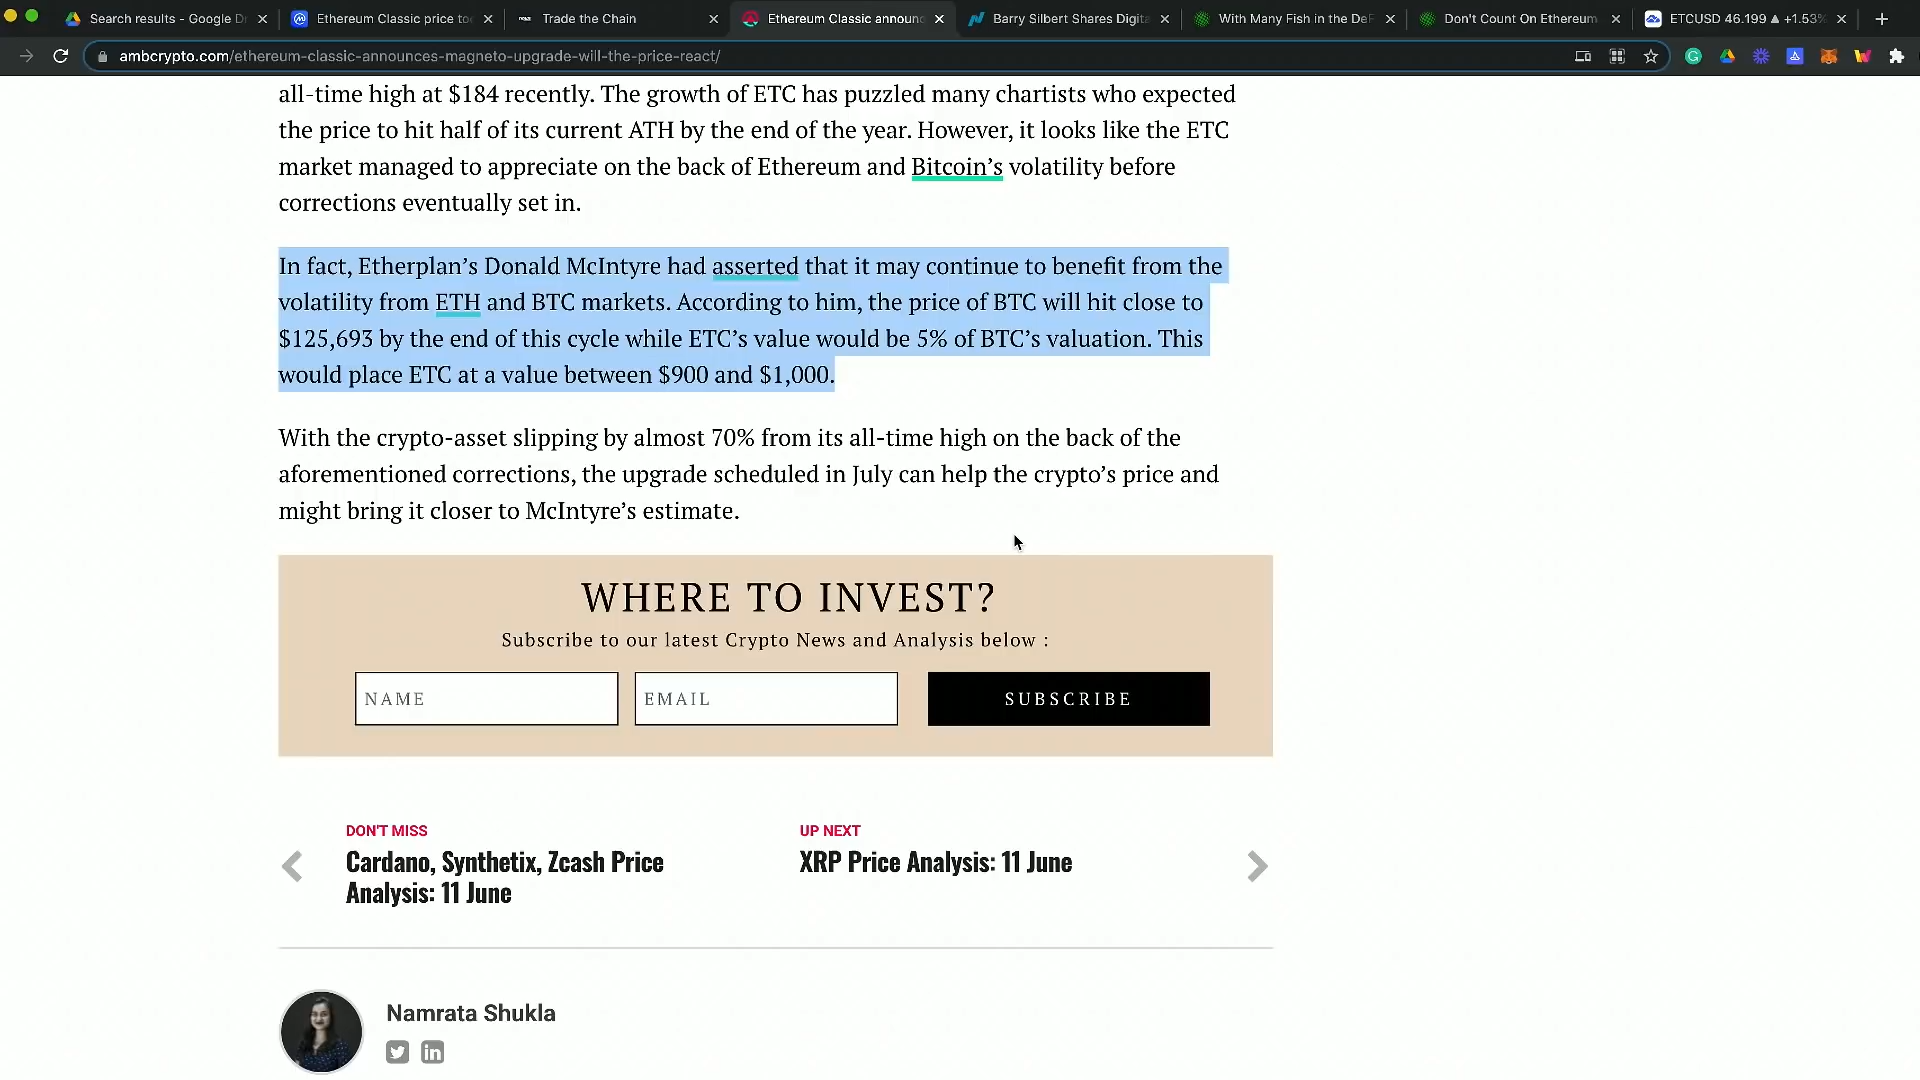 Search results - Google Dr
Ethereum Classic price to
Trade the Chain
Ethereum Classic announ
Barry Silbert Shares Digita
With Many Fish in the DeF
Don't Count On Ethereum
ETCUSD 46.199 ▲ +1.53%
ambcrypto.com/ethereum-classic-announces-magneto-upgrade-will-the-price-react/
all-time high at $184 recently. The growth of ETC has puzzled many chartists who expected
the price to hit half of its current ATH by the end of the year. However, it looks like the ETC
market managed to appreciate on the back of Ethereum and Bitcoin’s volatility before
corrections eventually set in.
In fact, Etherplan’s Donald McIntyre had asserted that it may continue to benefit from the
volatility from ETH and BTC markets. According to him, the price of BTC will hit close to
$125,693 by the end of this cycle while ETC’s value would be 5% of BTC’s valuation. This
would place ETC at a value between $900 and $1,000.
With the crypto-asset slipping by almost 70% from its all-time high on the back of the
aforementioned corrections, the upgrade scheduled in July can help the crypto’s price and
might bring it closer to McIntyre’s estimate.
WHERE TO INVEST?
Subscribe to our latest Crypto News and Analysis below :
NAME
EMAIL
SUBSCRIBE
DON'T MISS
Cardano, Synthetix, Zcash Price
Analysis: 11 June
UP NEXT
XRP Price Analysis: 11 June
Namrata Shukla